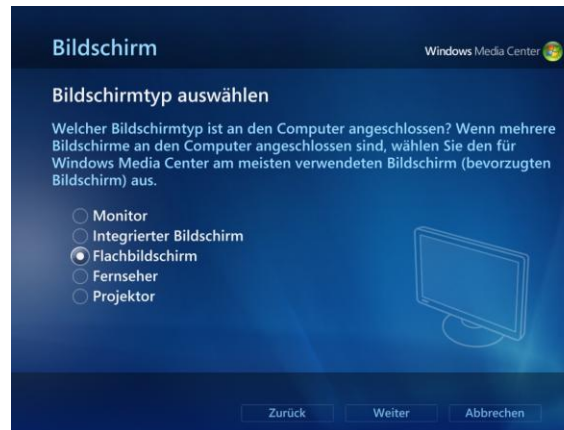 Bildschirm
Windows Media Center
Bildschirmtyp auswählen
Welcher Bildschirmtyp ist an den Computer angeschlossen? Wenn mehrere
Bildschirme an den Computer angeschlossen sind, wählen Sie den für
Windows Media Center am meisten verwendeten Bildschirm (bevorzugten
Bildschirm) aus.
Monitor
Integrierter Bildschirm
Flachbildschirm
Fernseher
Projektor
Zurück Weiter Abbrechen